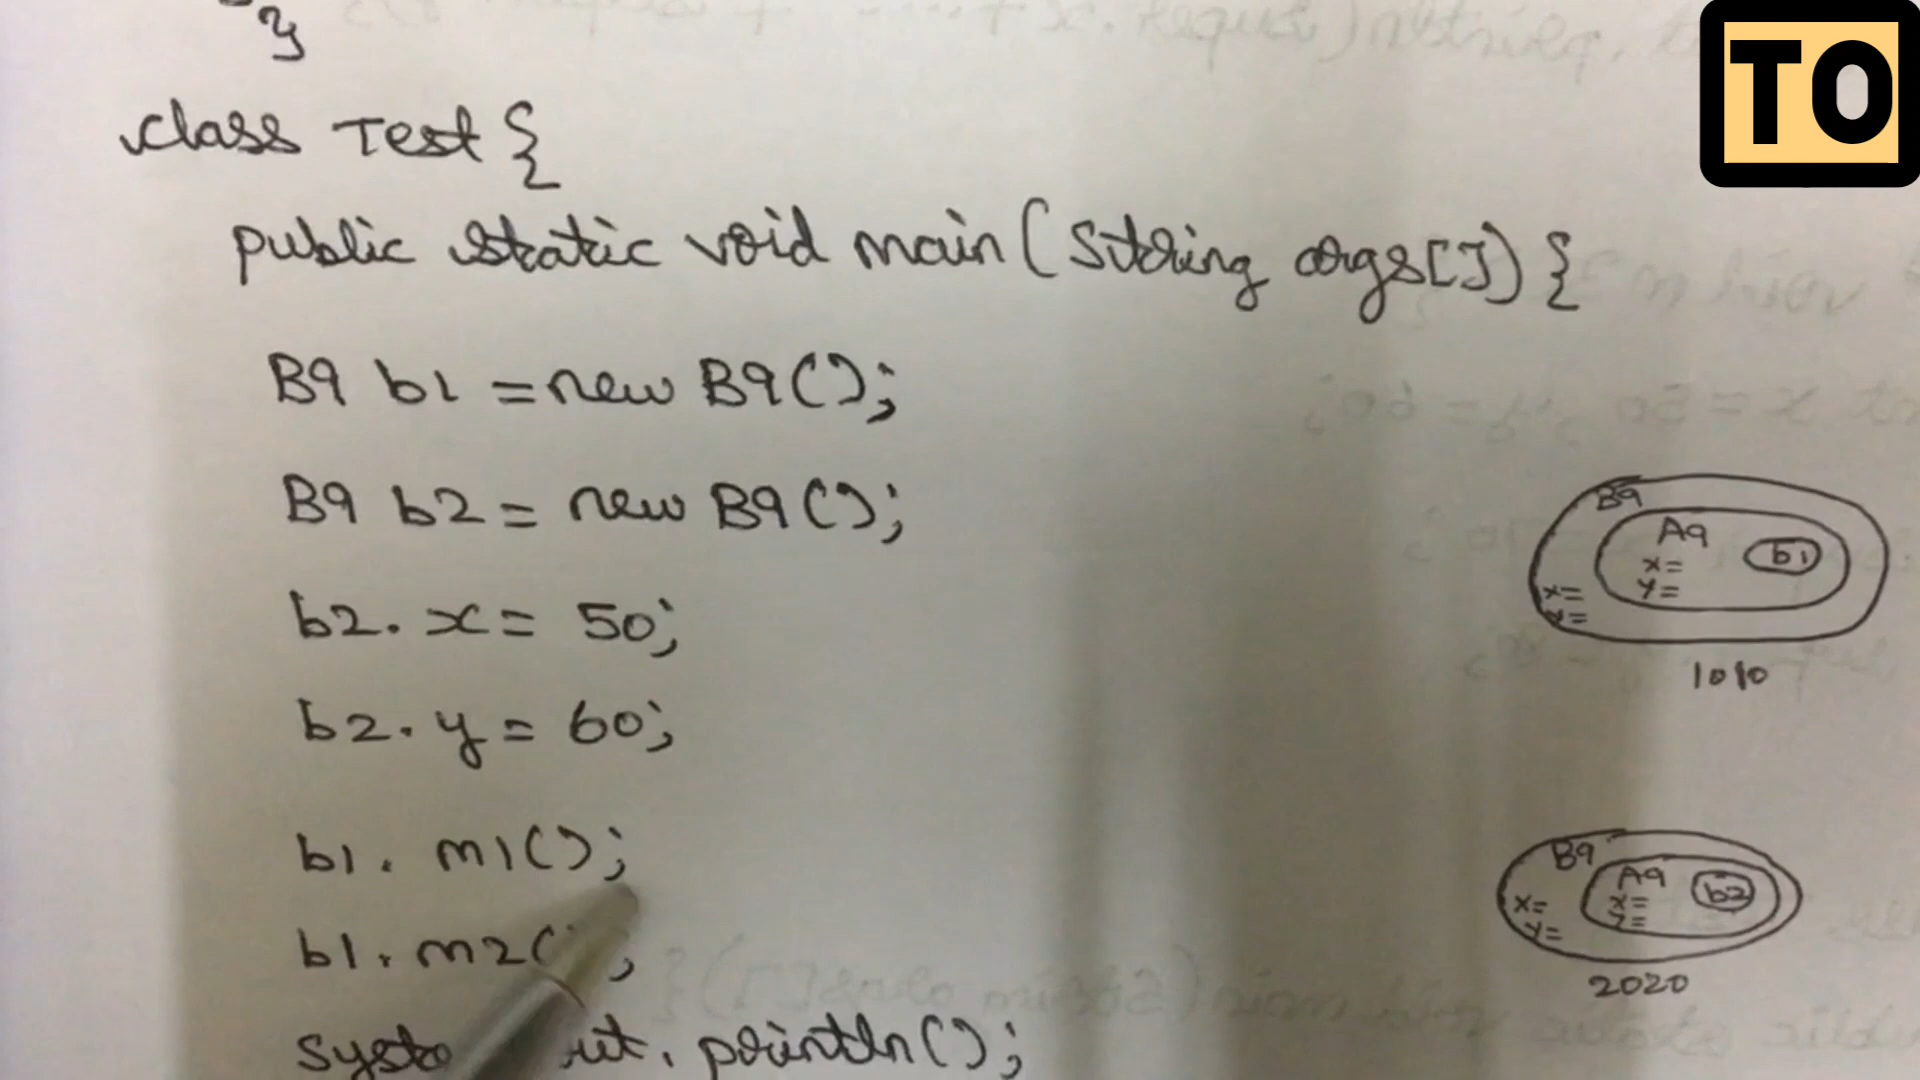 y
TO
class Test {
public static void main (String args[]) {
B9 b1 = new B9();
B9 b2 = new B9();
b2. x = 50;
b2. y = 60;
b1. m1();
b1. m2( ;
out. println();
B9
A9
x=
y=
b1
x=
1010
B9
A9
x=
y=
b2
x=
y=
2020